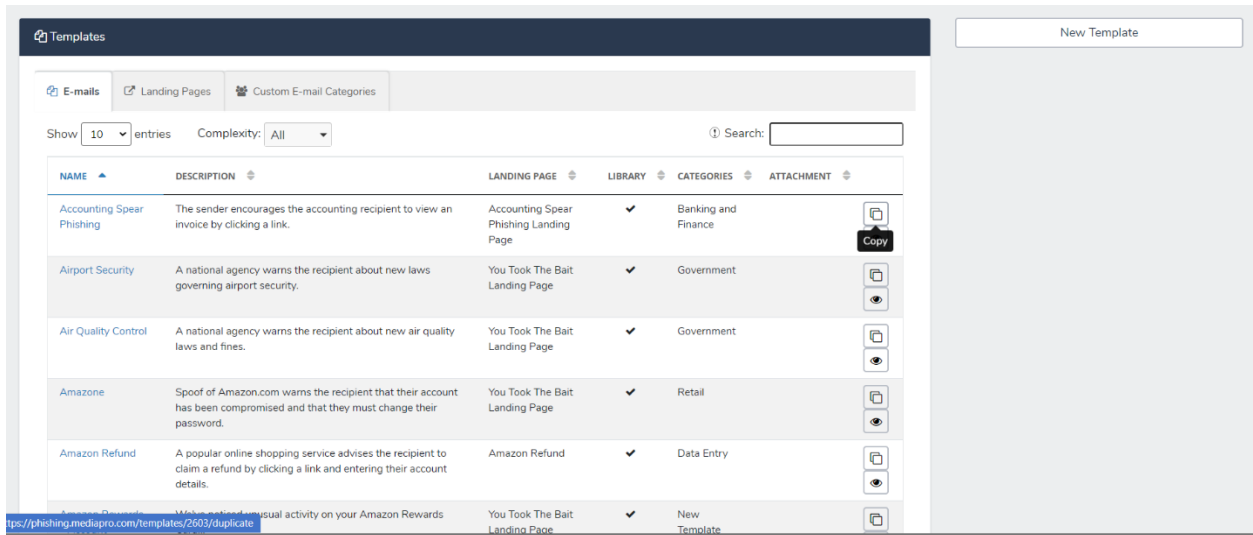 Templates
New Template
E-mails Landing Pages Custom E-mail Categories
Show 10 entries Complexity: All Search:
NAME DESCRIPTION LANDING PAGE LIBRARY CATEGORIES ATTACHMENT
Accounting Spear The sender encourages the accounting recipient to view an Accounting Spear Banking and
Phishing invoice by clicking a link. Phishing Landing Finance
Page
Copy
Airport Security A national agency warns the recipient about new laws You Took The Bait Government
governing airport security. Landing Page
Air Quality Control A national agency warns the recipient about new air quality You Took The Bait Government
laws and fines. Landing Page
Amazone Spoof of Amazon.com warns the recipient that their account You Took The Bait Retail
has been compromised and that they must change their Landing Page
password.
Amazon Refund A popular online shopping service advises the recipient to Amazon Refund Data Entry
claim a refund by clicking a link and entering their account
details.
Amazon Rewards We've noticed unusual activity on your Amazon Rewards You Took The Bait New
Landing Page Template
ttps://phishing.mediapro.com/templates/2603/duplicate